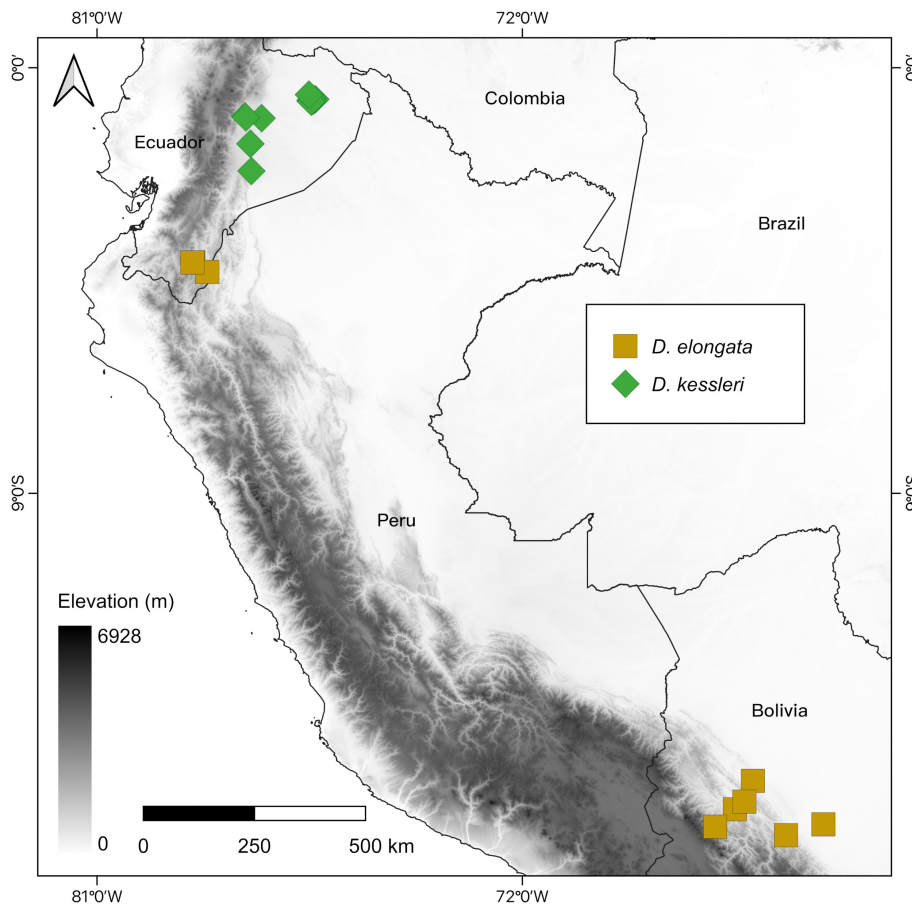 81°0'W 72°0'W
0°0' 0°0'
Colombia
Ecuador
Brazil
D. elongata
D. kessleri
9°0'S 9°0'S
Peru
Elevation (m)
6928
Bolivia
0
0 250 500 km
81°0'W 72°0'W